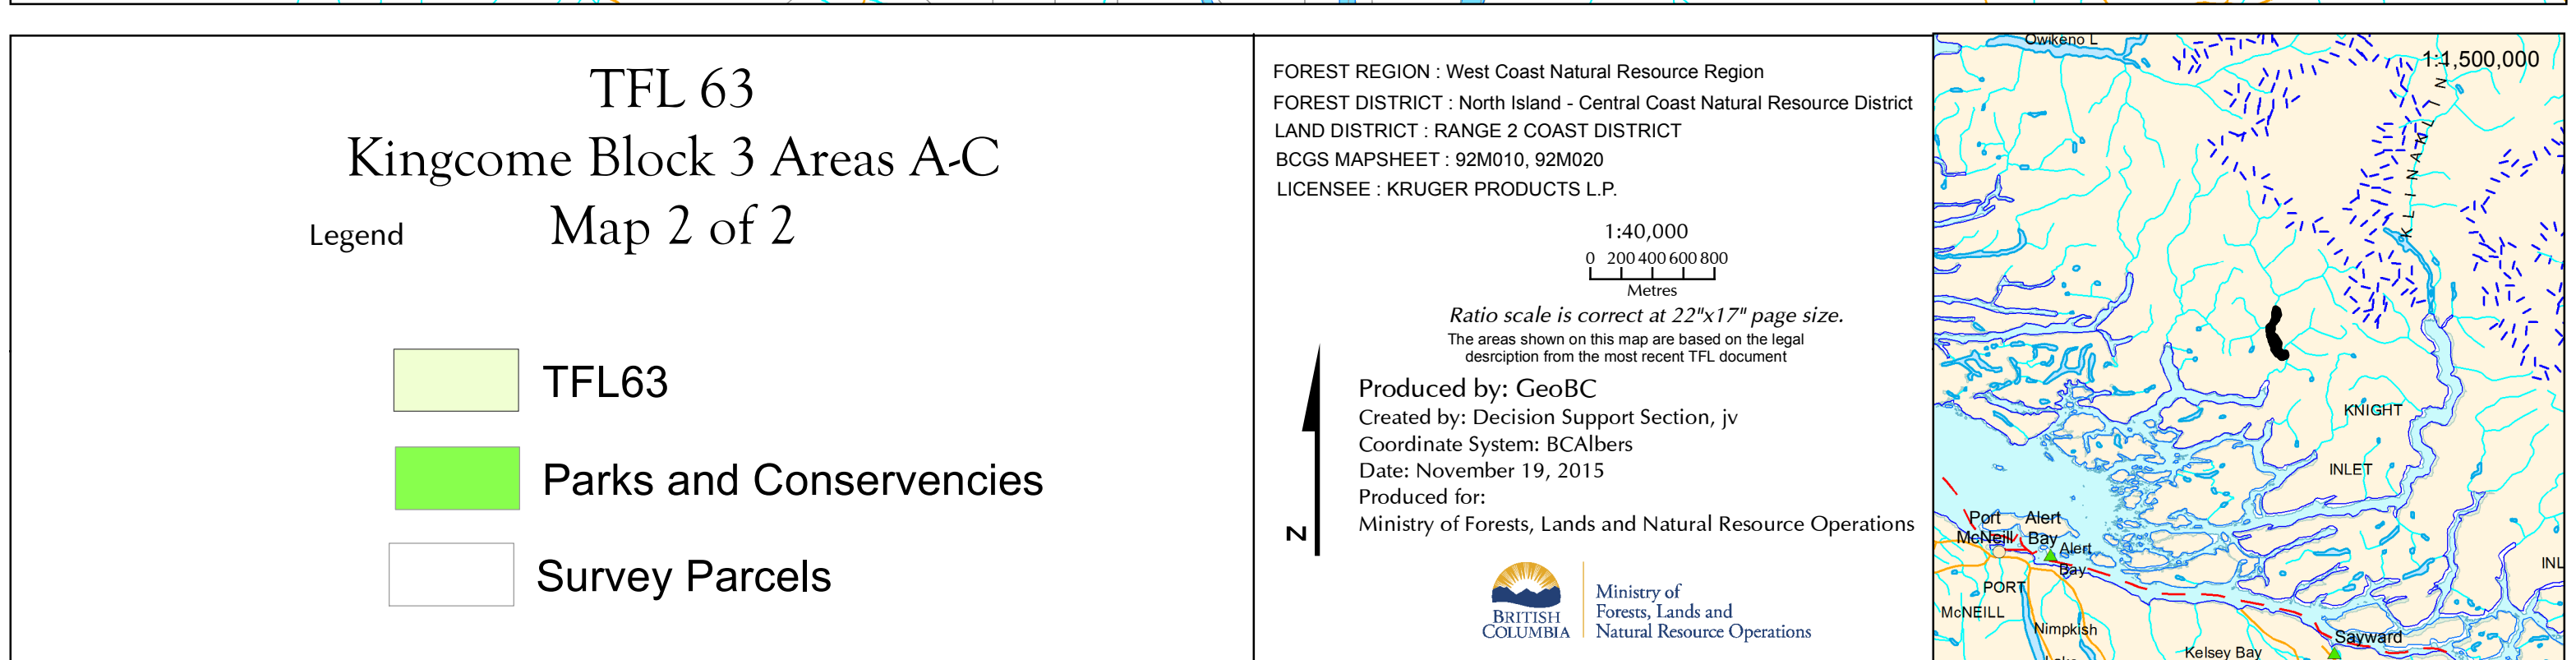 TFL 63
Kingcome Block 3 Areas A-C
Map 2 of 2
Legend
TFL63
Parks and Conservencies
Survey Parcels
FOREST REGION : West Coast Natural Resource Region
FOREST DISTRICT : North Island - Central Coast Natural Resource District
LAND DISTRICT : RANGE 2 COAST DISTRICT
BCGS MAPSHEET : 92M010, 92M020
LICENSEE : KRUGER PRODUCTS L.P.
1:40,000
0 200 400 600 800
Metres
Ratio scale is correct at 22"x17" page size.
The areas shown on this map are based on the legal
desrciption from the most recent TFL document
Produced by: GeoBC
Created by: Decision Support Section, jv
Coordinate System: BCAlbers
Date: November 19, 2015
Produced for:
Ministry of Forests, Lands and Natural Resource Operations
N
BRITISH
COLUMBIA
Ministry of
Forests, Lands and
Natural Resource Operations
Owikeno L
1:1,500,000
KLINAKLIN
KNIGHT
INLET
Port
McNeill
Alert
Bay
Alert
Bay
INL
PORT
McNEILL
Nimpkish
Sayward
Kelsey Bay